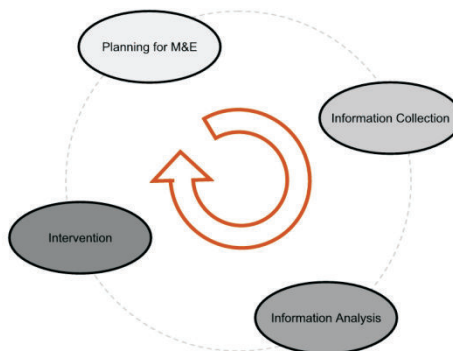 Planning for M&E
Information Collection
Information Analysis
Intervention